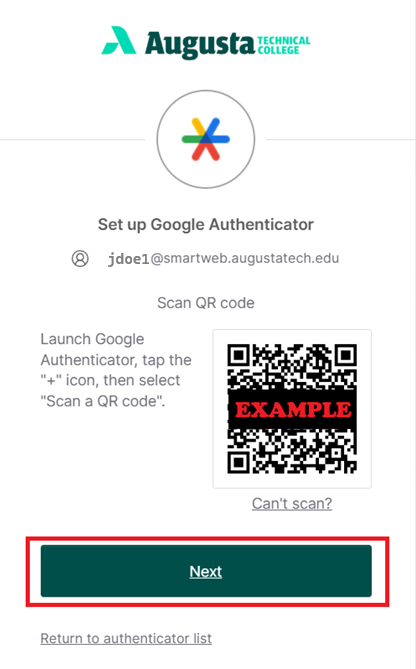 Augusta TECHNICAL
COLLEGE
Set up Google Authenticator
jdoe1@smartweb.augustatech.edu
Scan QR code
Launch Google
Authenticator, tap the
"+" icon, then select
"Scan a QR code".
EXAMPLE
Can't scan?
Next
Return to authenticator list